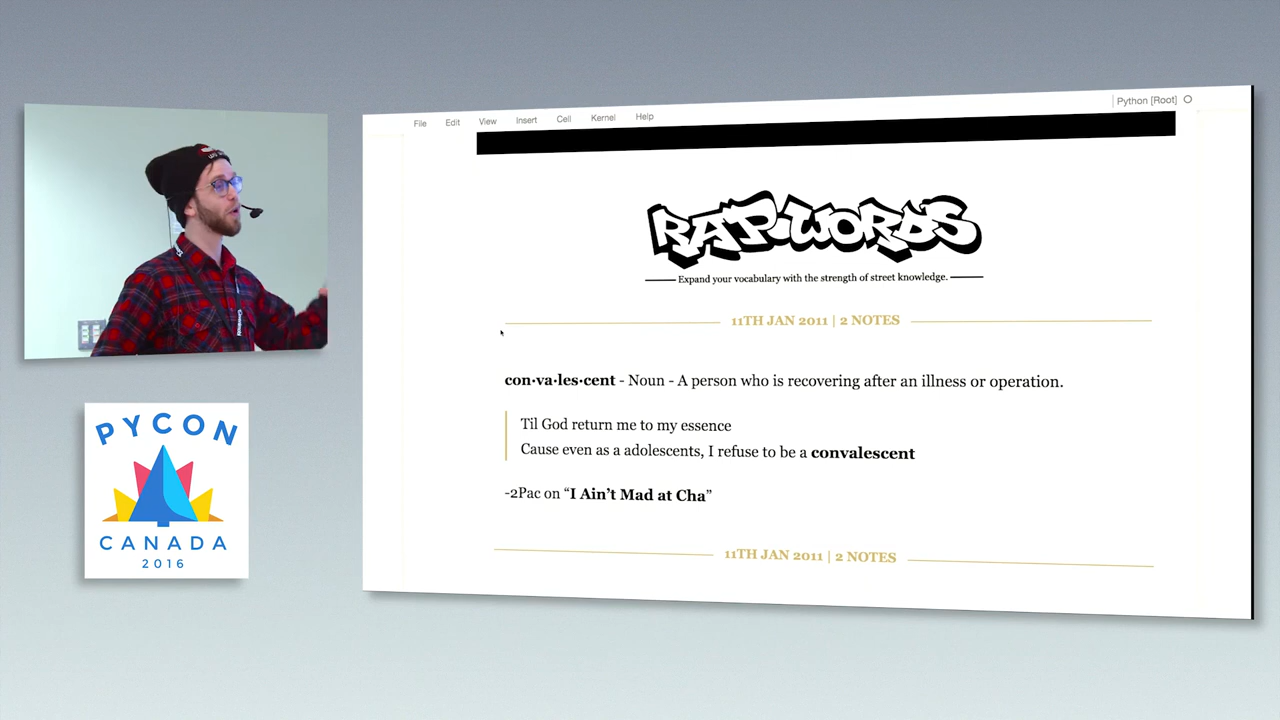 File Edit View Insert Cell Kernel Help
Python [Root]
RAP WORDS
Expand your vocabulary with the strength of street knowledge.
11TH JAN 2011 | 2 NOTES
con·va·les·cent - Noun - A person who is recovering after an illness or operation.
Til God return me to my essence
Cause even as a adolescents, I refuse to be a convalescent
-2Pac on “I Ain’t Mad at Cha”
11TH JAN 2011 | 2 NOTES
PYCON
CANADA
2016